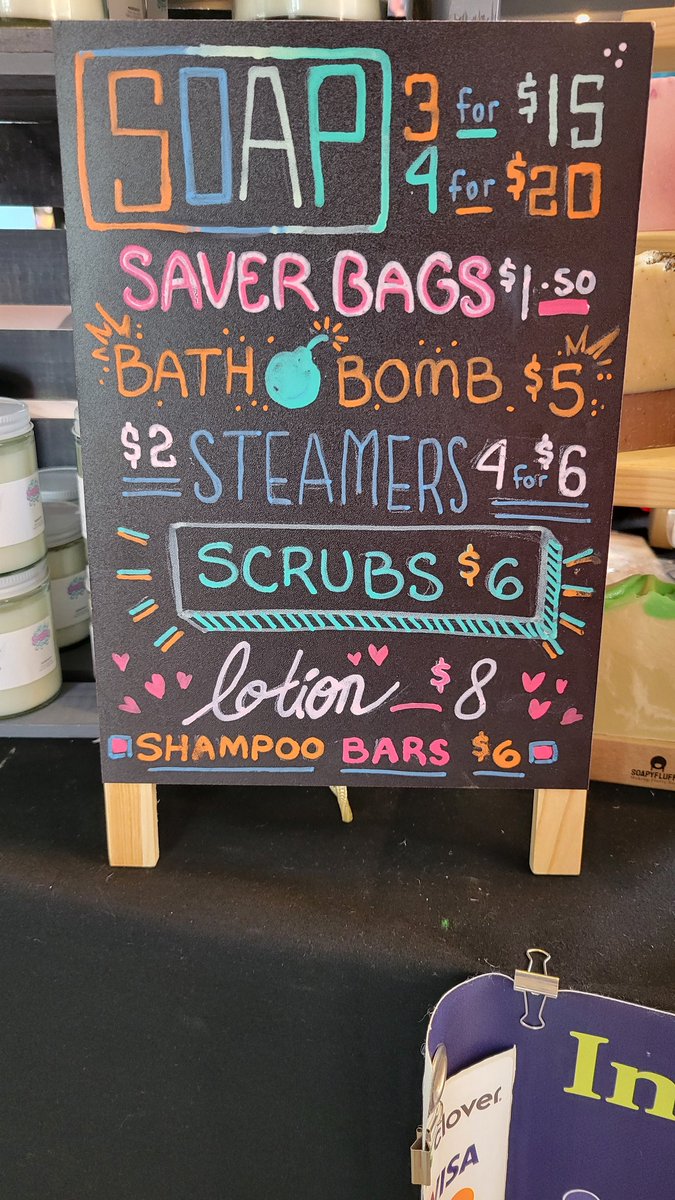 SOAP 3 for $15
4 for $20
SAVER BAGS $1.50
BATH BOMB $5
$2 STEAMERS 4 for $6
SCRUBS $6
lotion $8
SHAMPOO BARS $6
SOAPYFLUFF
In
clover
VISA